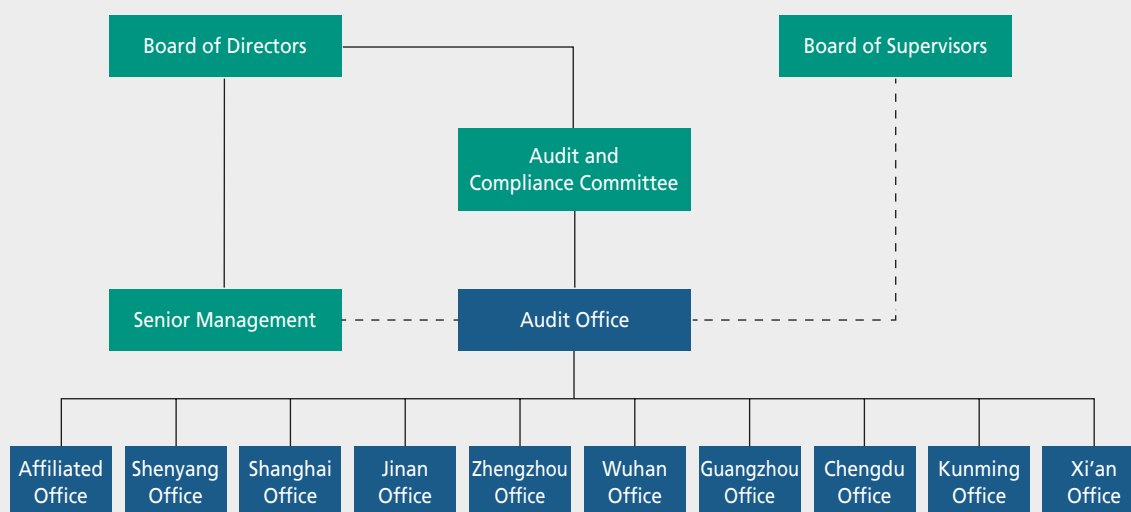 Board of Directors
Board of Supervisors
Audit and
Compliance Committee
Senior Management
Audit Office
Affiliated
Office
Shenyang
Office
Shanghai
Office
Jinan
Office
Zhengzhou
Office
Wuhan
Office
Guangzhou
Office
Chengdu
Office
Kunming
Office
Xi’an
Office